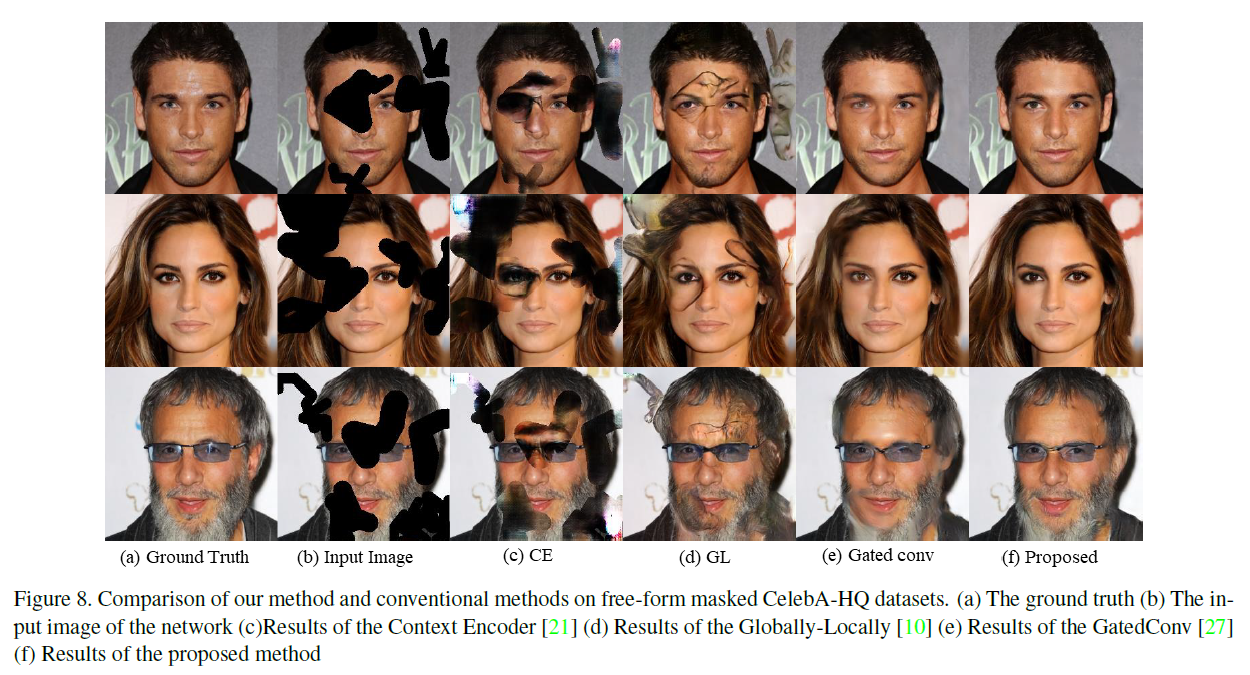 (a) Ground Truth (b) Input Image (c) CE (d) GL (e) Gated conv (f) Proposed
Figure 8. Comparison of our method and conventional methods on free-form masked CelebA-HQ datasets. (a) The ground truth (b) The in-
put image of the network (c)Results of the Context Encoder [21] (d) Results of the Globally-Locally [10] (e) Results of the GatedConv [27]
(f) Results of the proposed method